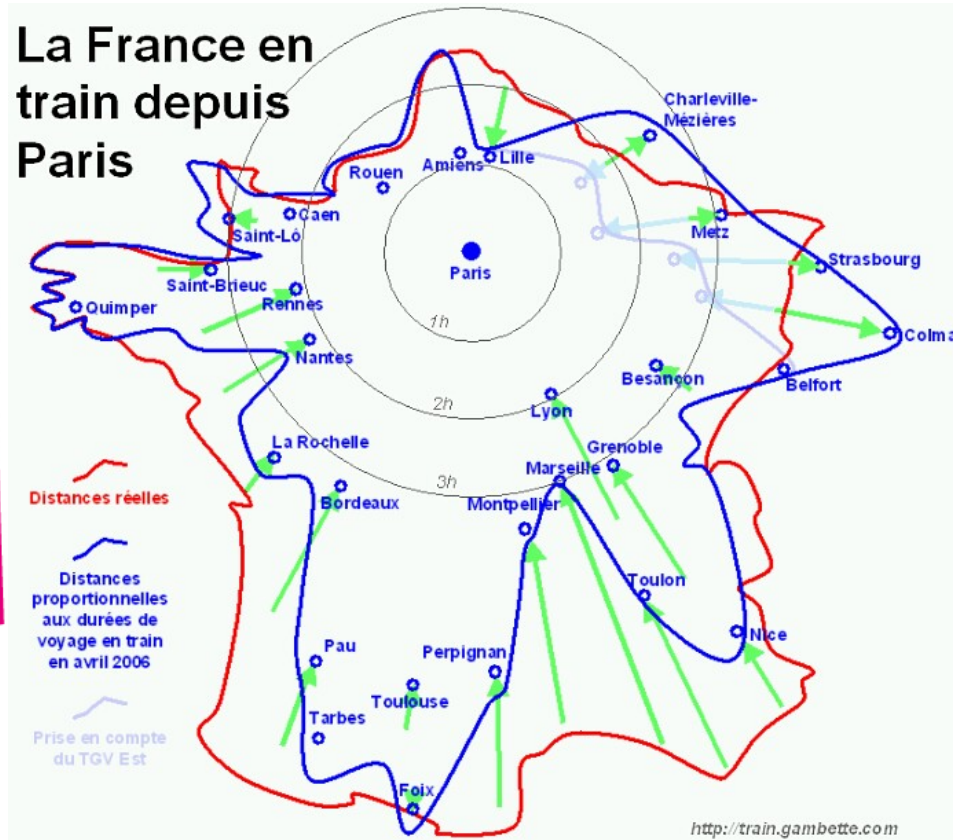 La France en
train depuis
Paris
Charleville-
Mézières
Lille
Amiens
Rouen
Caen
Saint-Lô
Metz
Paris
Strasbourg
Saint-Brieuc
Rennes
Quimper
1h
Colma
Nantes
Besançon
Belfort
2h
Lyon
La Rochelle
Grenoble
Marseille
3h
Bordeaux
Montpellier
Distances réelles
Distances
proportionnelles
aux durées de
voyage en train
en avril 2006
Toulon
Nice
Pau
Perpignan
Toulouse
Tarbes
Prise en compte
du TGV Est
Foix
http://train.gambette.com